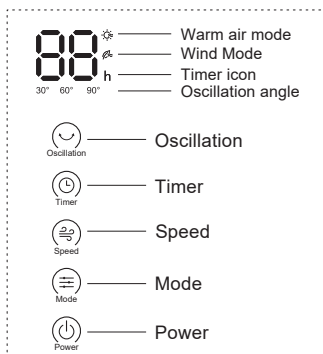 88 Warm air mode
Wind Mode
h Timer icon
30° 60° 90° Oscillation angle
Oscillation
Oscillation
Timer
Timer
Speed
Speed
Mode
Mode
Power
Power